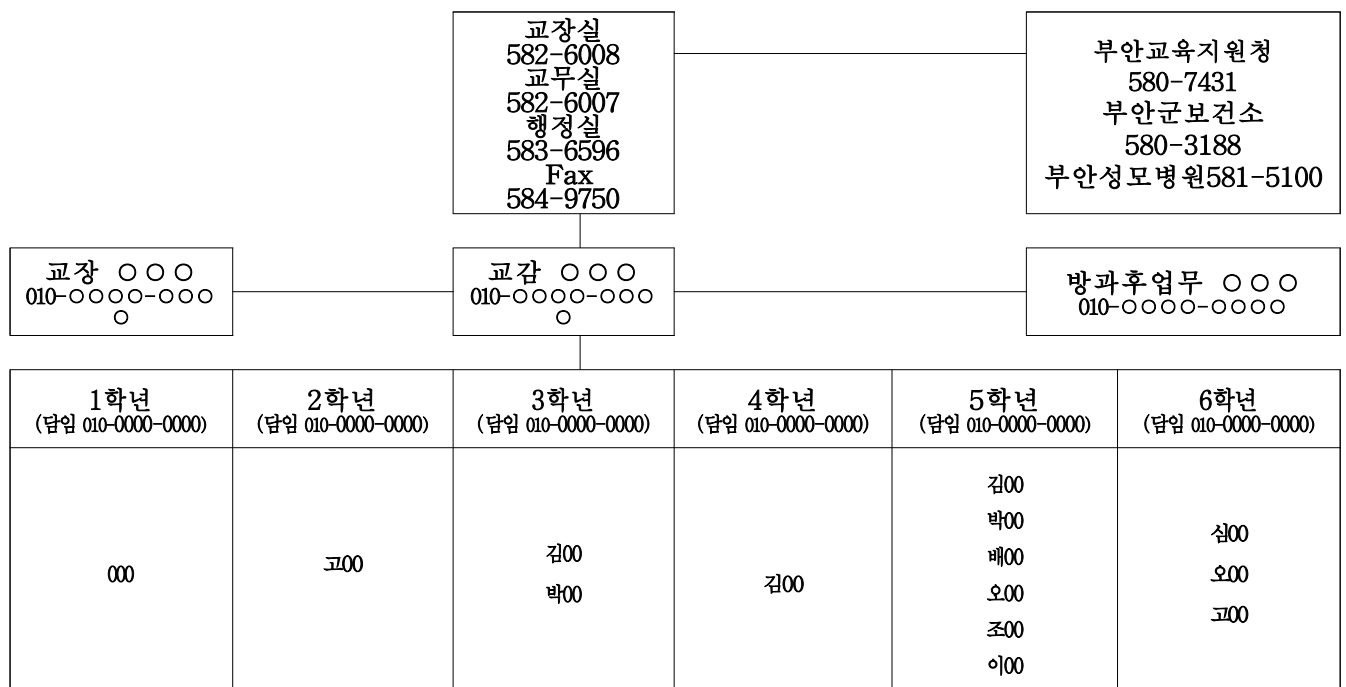 교장실
582-6008
교무실
582-6007
행정실
583-6596
Fax
584-9750
부안교육지원청
580-7431
부안군보건소
580-3188
부안성모병원581-5100
교장 ○○○
010-○○○○-○○○
○
교감 ○○○
010-○○○○-○○○
○
방과후업무 ○○○
010-○○○○-○○○○
1학년
(담임 010-0000-0000)
2학년
(담임 010-0000-0000)
3학년
(담임 010-0000-0000)
4학년
(담임 010-0000-0000)
5학년
(담임 010-0000-0000)
6학년
(담임 010-0000-0000)
000
고00
김00
박00
김00
김00
박00
배00
오00
조00
이00
심00
오00
고00